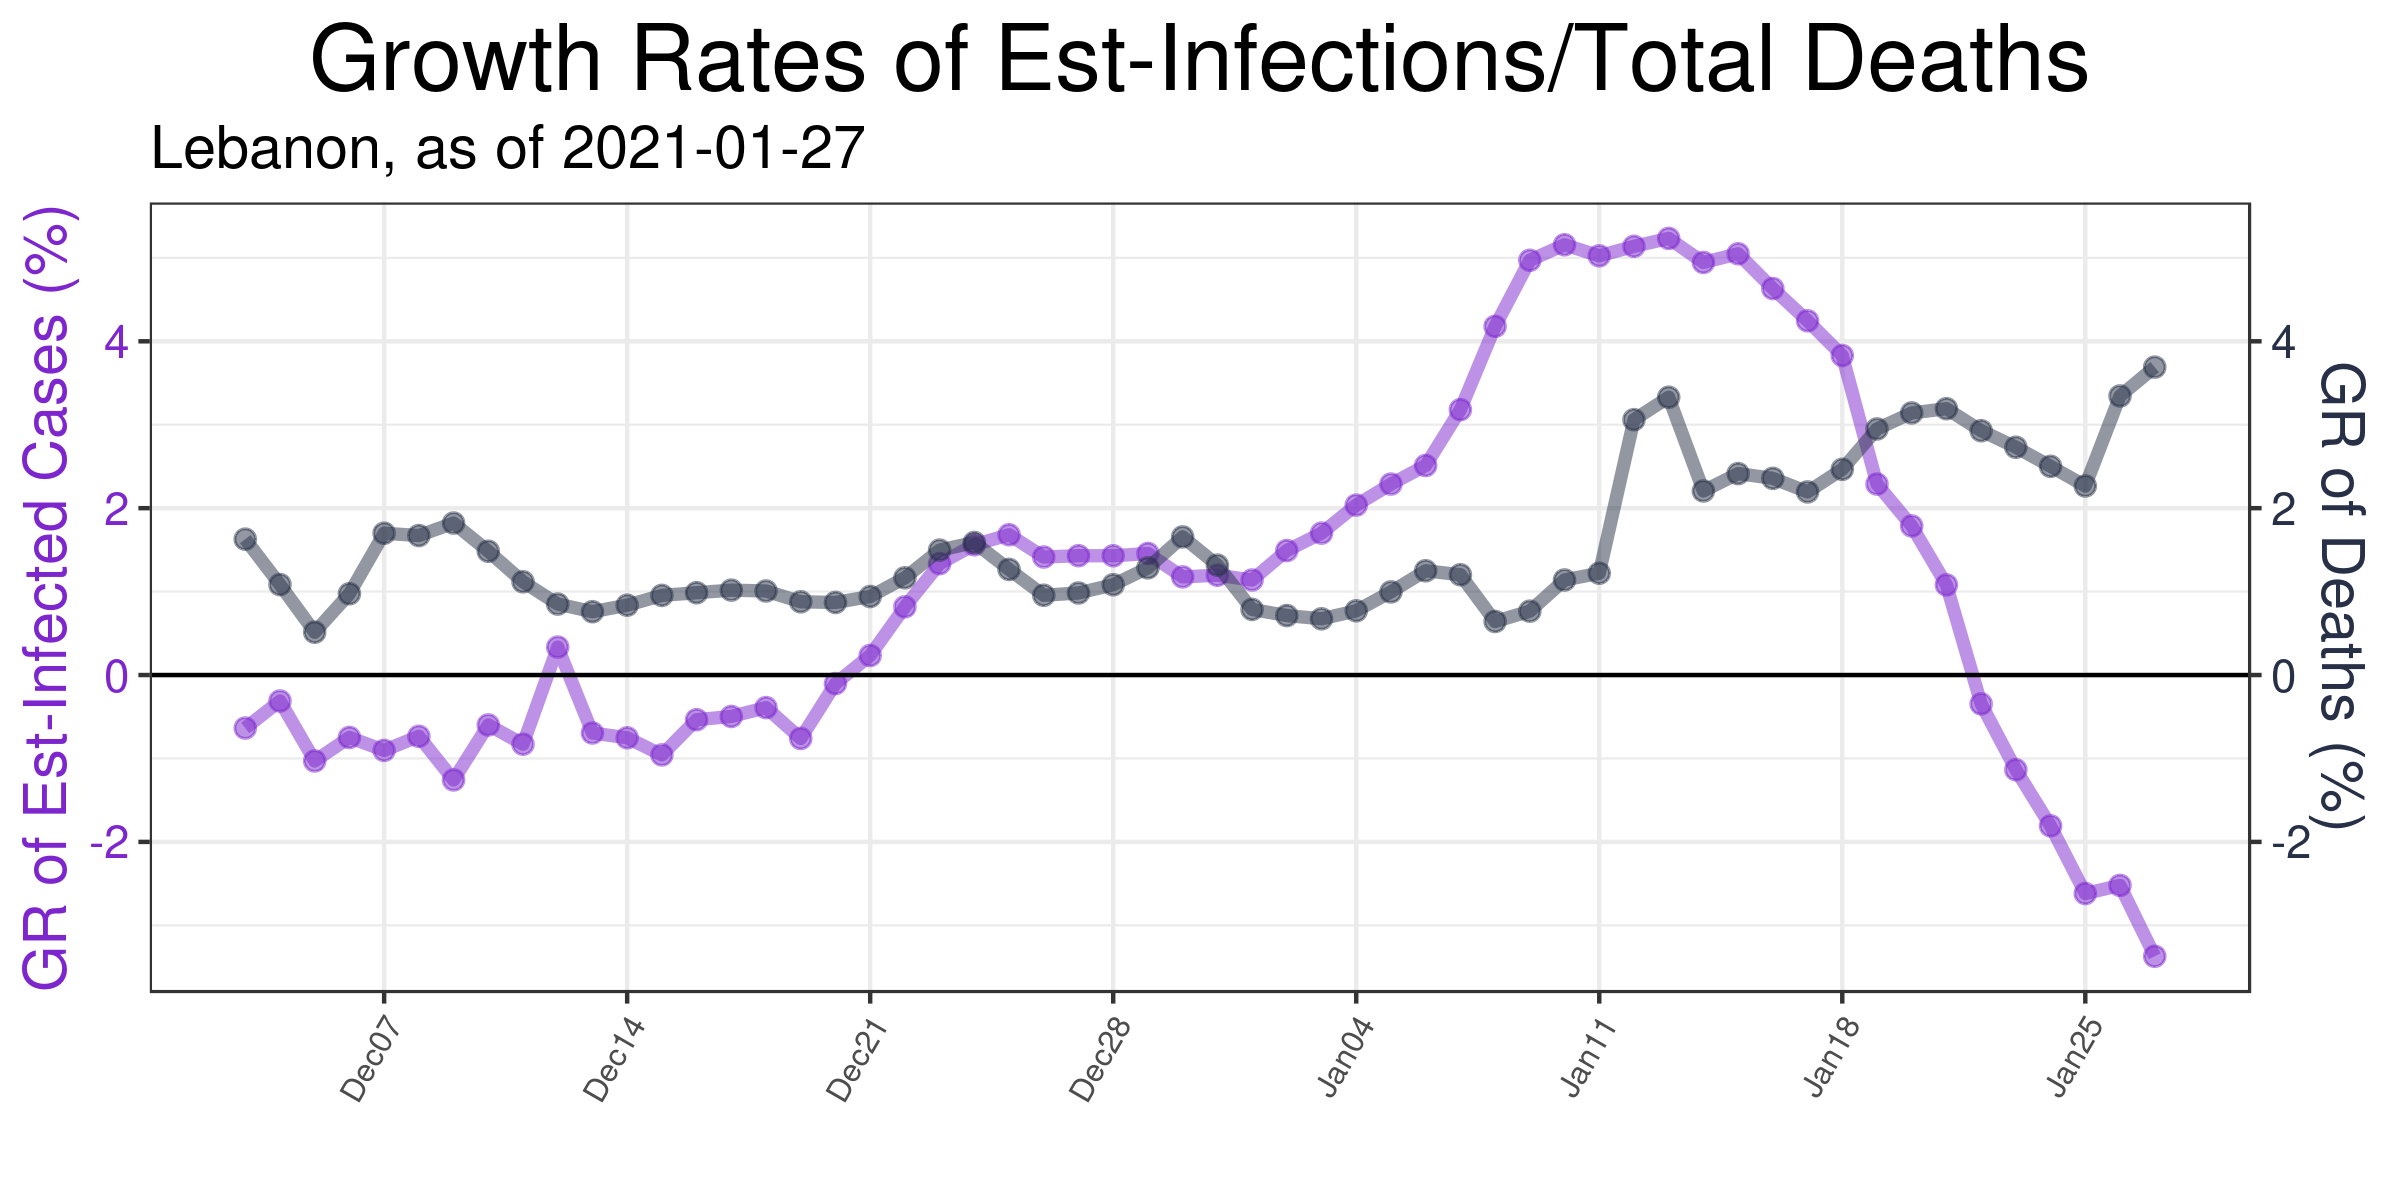 Growth Rates of Est-Infections/Total Deaths
Lebanon, as of 2021-01-27
GR of Est-Infected Cases (%)
4
2
0
-2
4
2
0
-2
GR of Deaths (%)
Dec07
Dec14
Dec21
Dec28
Jan04
Jan11
Jan18
Jan25